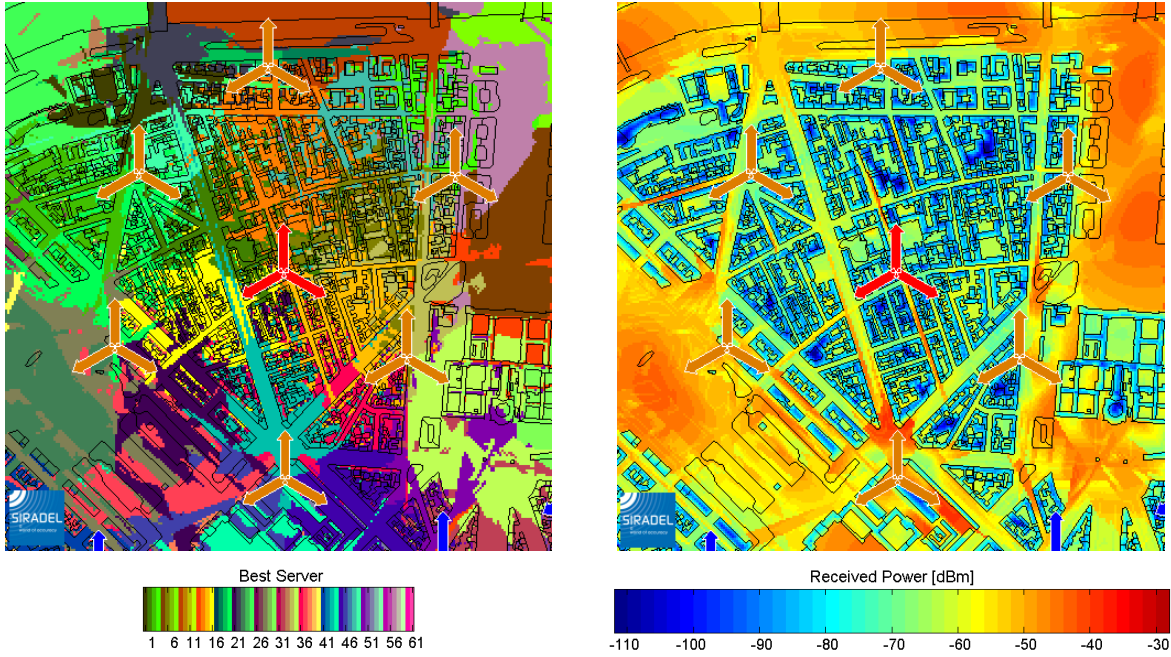 SIRADEL
SIRADEL
Best Server
1 6 11 16 21 26 31 36 41 46 51 56 61
Received Power [dBm]
-110 -100 -90 -80 -70 -60 -50 -40 -30